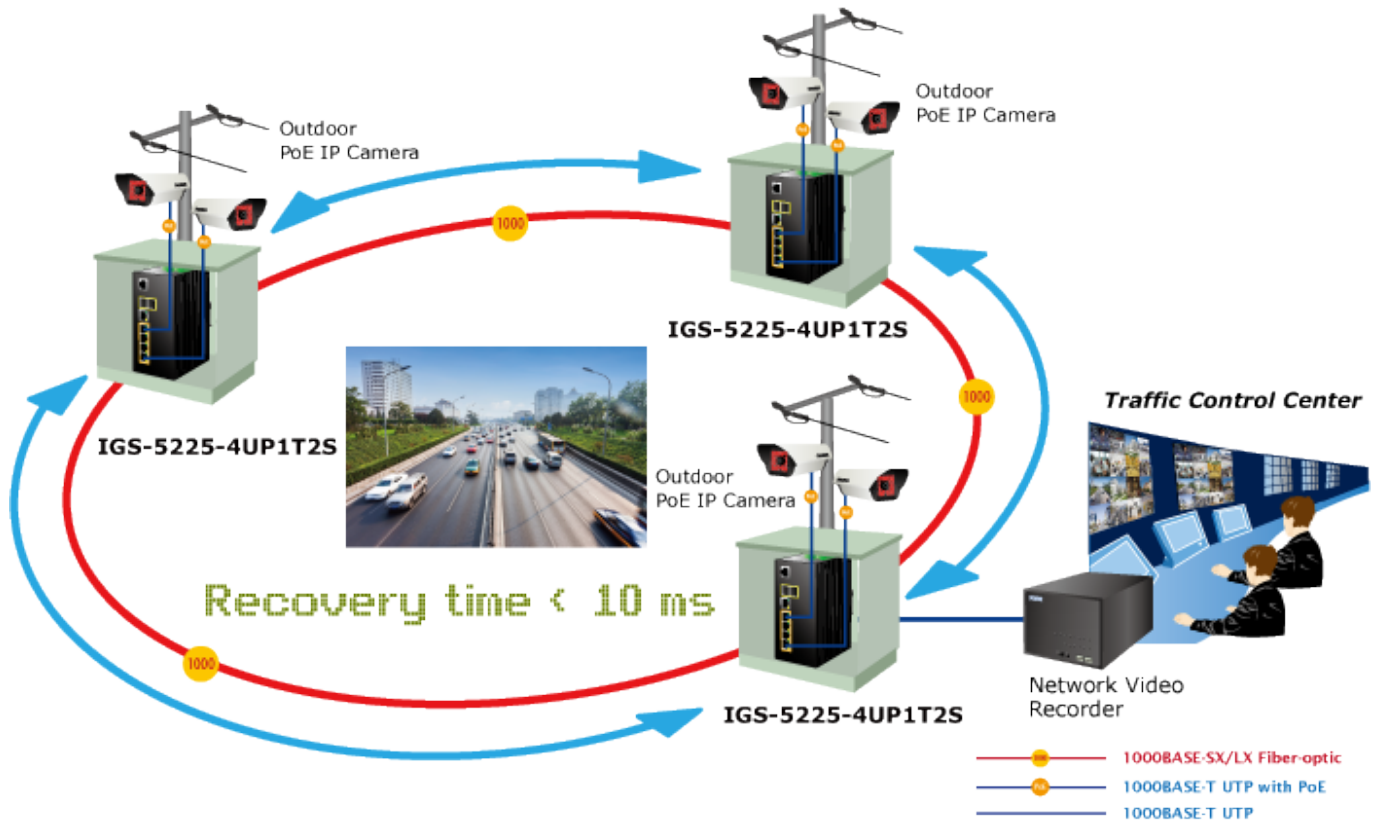 Outdoor
PoE IP Camera
Outdoor
PoE IP Camera
1000
IGS-5225-4UP1T2S
1000
Traffic Control Center
IGS-5225-4UP1T2S
Outdoor
PoE IP Camera
Recovery time < 10 ms
1000
Network Video
Recorder
IGS-5225-4UP1T2S
1000BASE-SX/LX Fiber-optic
PoE
1000BASE-T UTP with PoE
1000BASE-T UTP